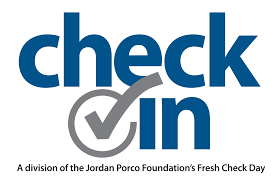 check
in
A division of the Jordan Porco Foundation's Fresh Check Day